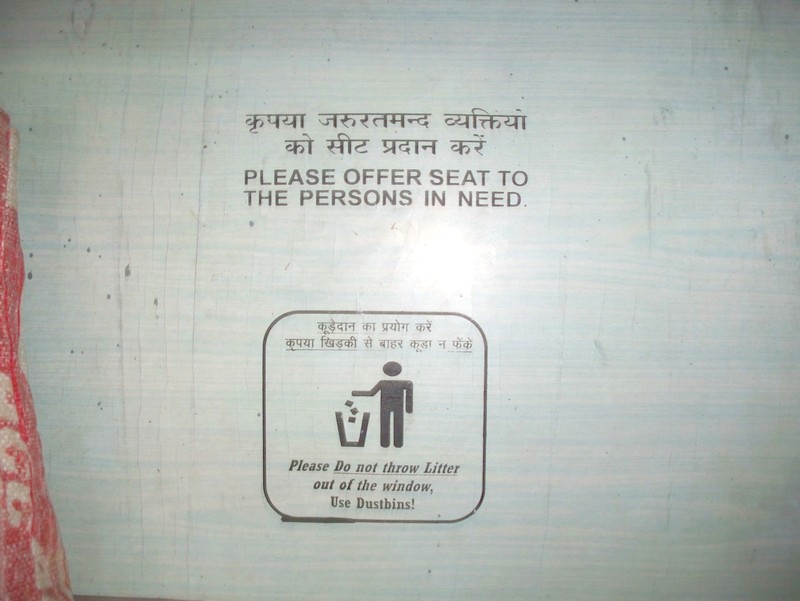 कृपया जरुरतमन्द व्यक्तियों
को सीट प्रदान करें
PLEASE OFFER SEAT TO
THE PERSONS IN NEED.
कूड़ेदान का प्रयोग करें
कृपया खिड़की से बाहर कूडा न फेंकें
Please Do not throw Litter
out of the window,
Use Dustbins!